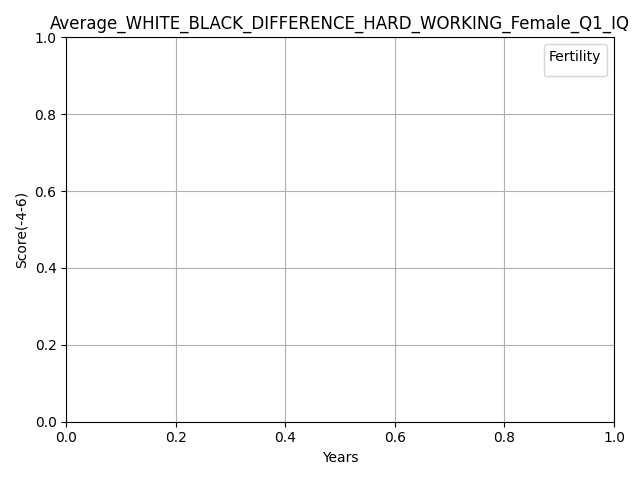 Average_WHITE_BLACK_DIFFERENCE_HARD_WORKING_Female_Q1_IQ
Fertility
1.0
0.8
0.6
0.4
0.2
0.0
Score(-4-6)
0.0 0.2 0.4 0.6 0.8 1.0
Years